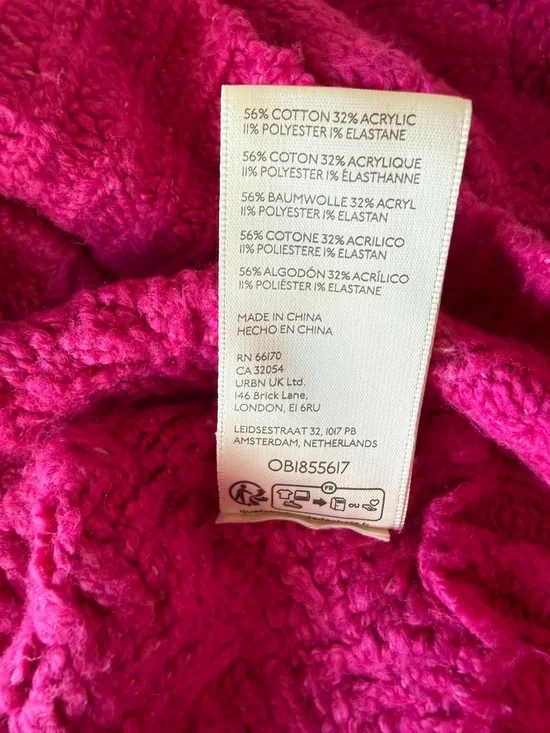 56% COTTON 32% ACRYLIC
11% POLYESTER 1% ELASTANE
56% COTON 32% ACRYLIQUE
11% POLYESTER 1% ÉLASTHANNE
56% BAUMWOLLE 32% ACRYL
11% POLYESTER 1% ELASTAN
56% COTONE 32% ACRILICO
11% POLIESTERE 1% ELASTAN
56% ALGODÓN 32% ACRÍLICO
11% POLIÉSTER 1% ELASTANE
MADE IN CHINA
HECHO EN CHINA
RN 66170
CA 32054
URBN UK Ltd.
146 Brick Lane,
LONDON, E1 6RU
LEIDSESTRAAT 32, 1017 PB
AMSTERDAM, NETHERLANDS
OB1855617
FR
OU